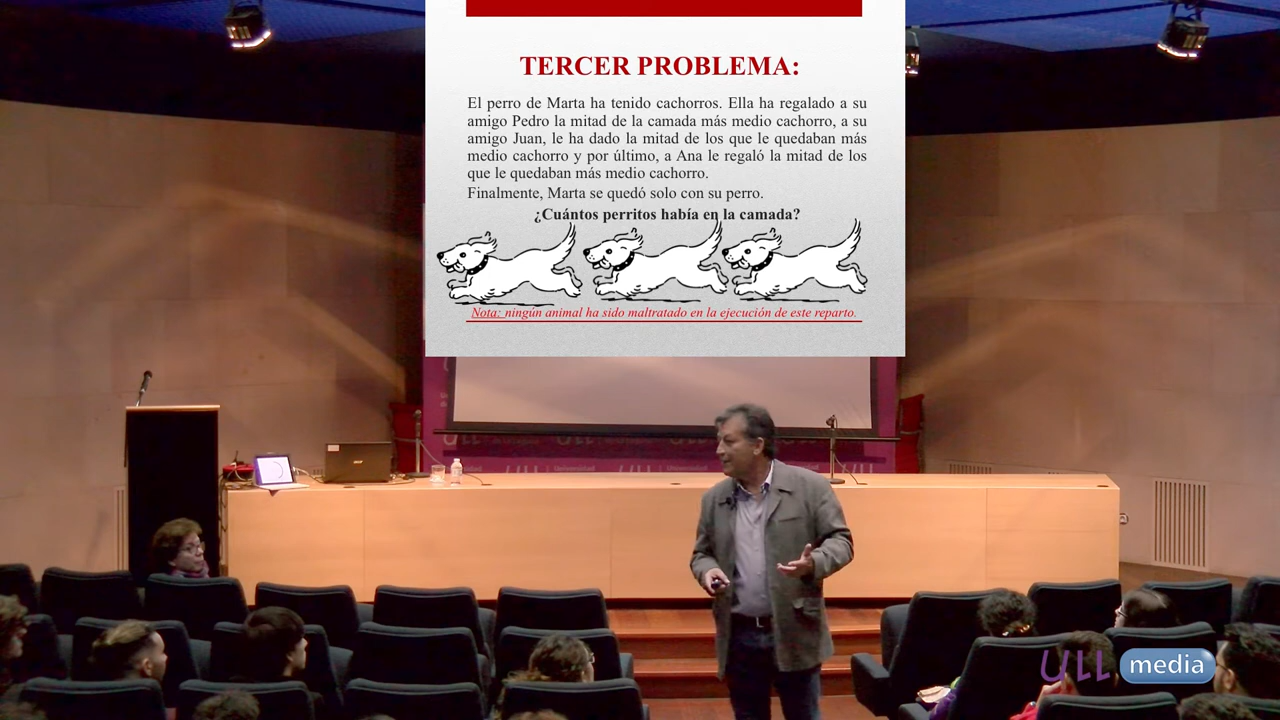 TERCER PROBLEMA:
El perro de Marta ha tenido cachorros. Ella ha regalado a su
amigo Pedro la mitad de la camada más medio cachorro, a su
amigo Juan, le ha dado la mitad de los que le quedaban más
medio cachorro y por último, a Ana le regaló la mitad de los
que le quedaban más medio cachorro.
Finalmente, Marta se quedó solo con su perro.
¿Cuántos perritos había en la camada?
Nota: ningún animal ha sido maltratado en la ejecución de este reparto.
ULL media